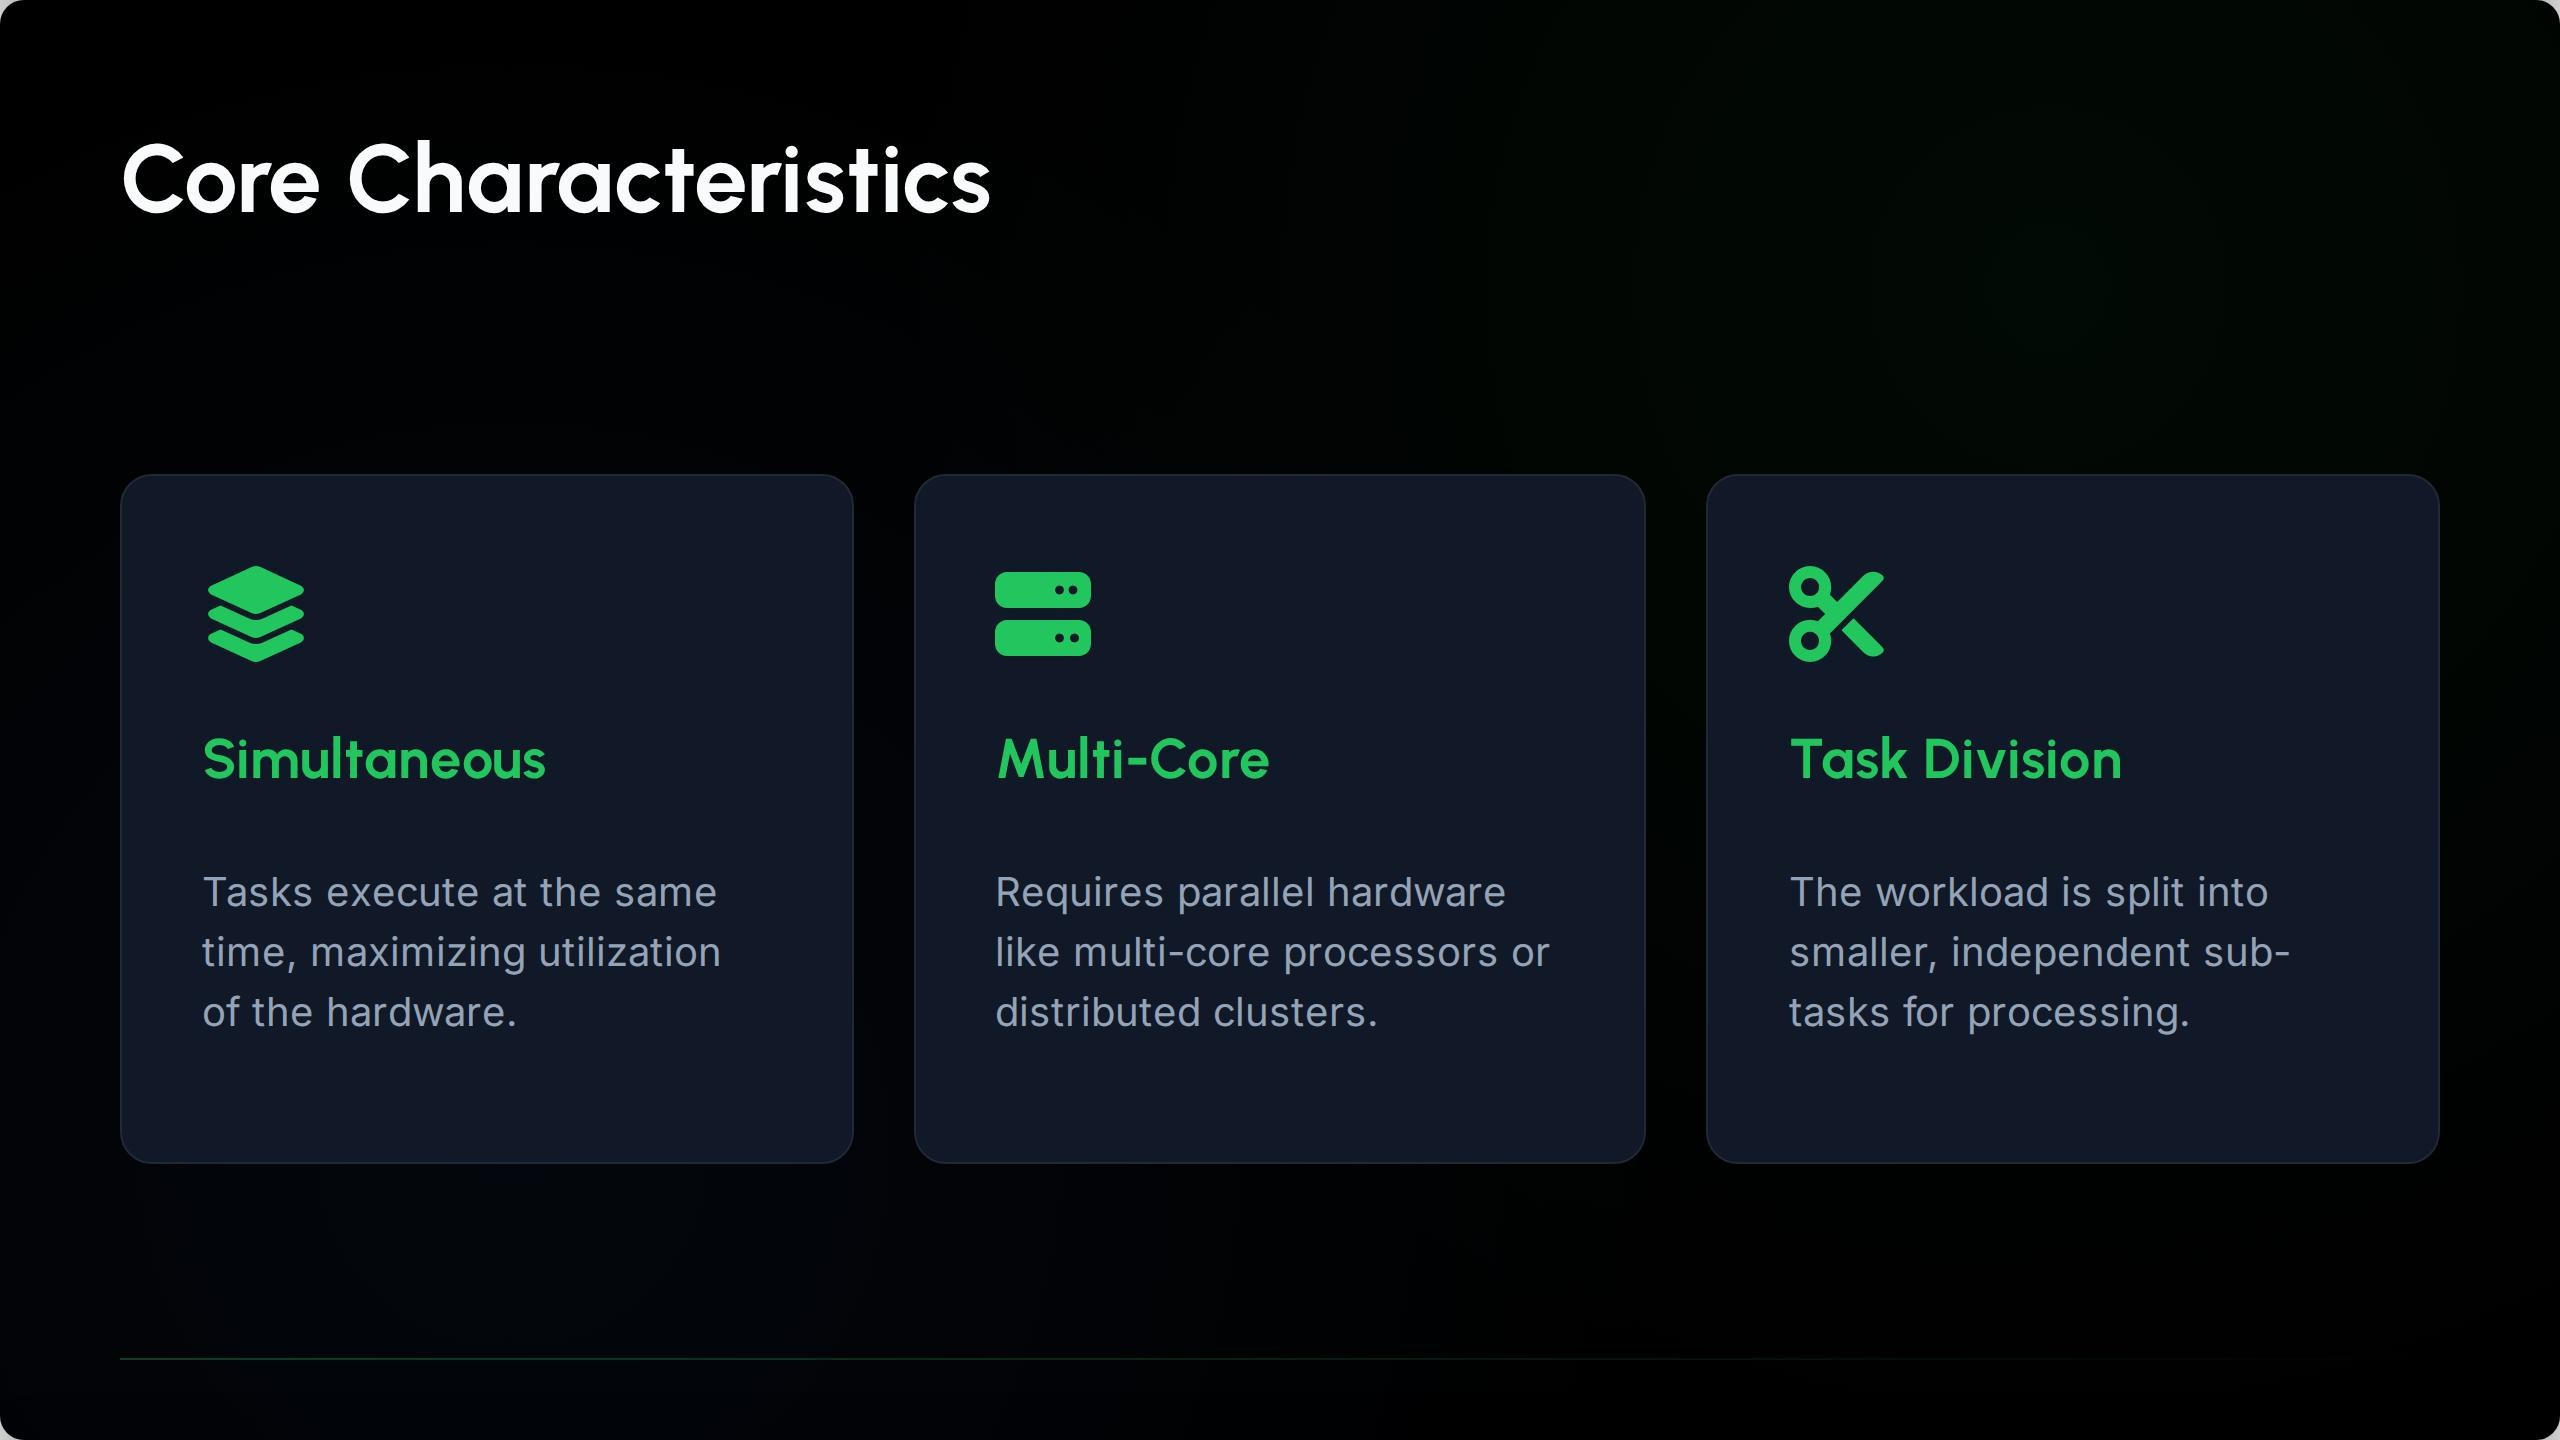 Core Characteristics
Simultaneous
Tasks execute at the same
time, maximizing utilization
of the hardware.
Multi-Core
Requires parallel hardware
like multi-core processors or
distributed clusters.
Task Division
The workload is split into
smaller, independent sub-
tasks for processing.